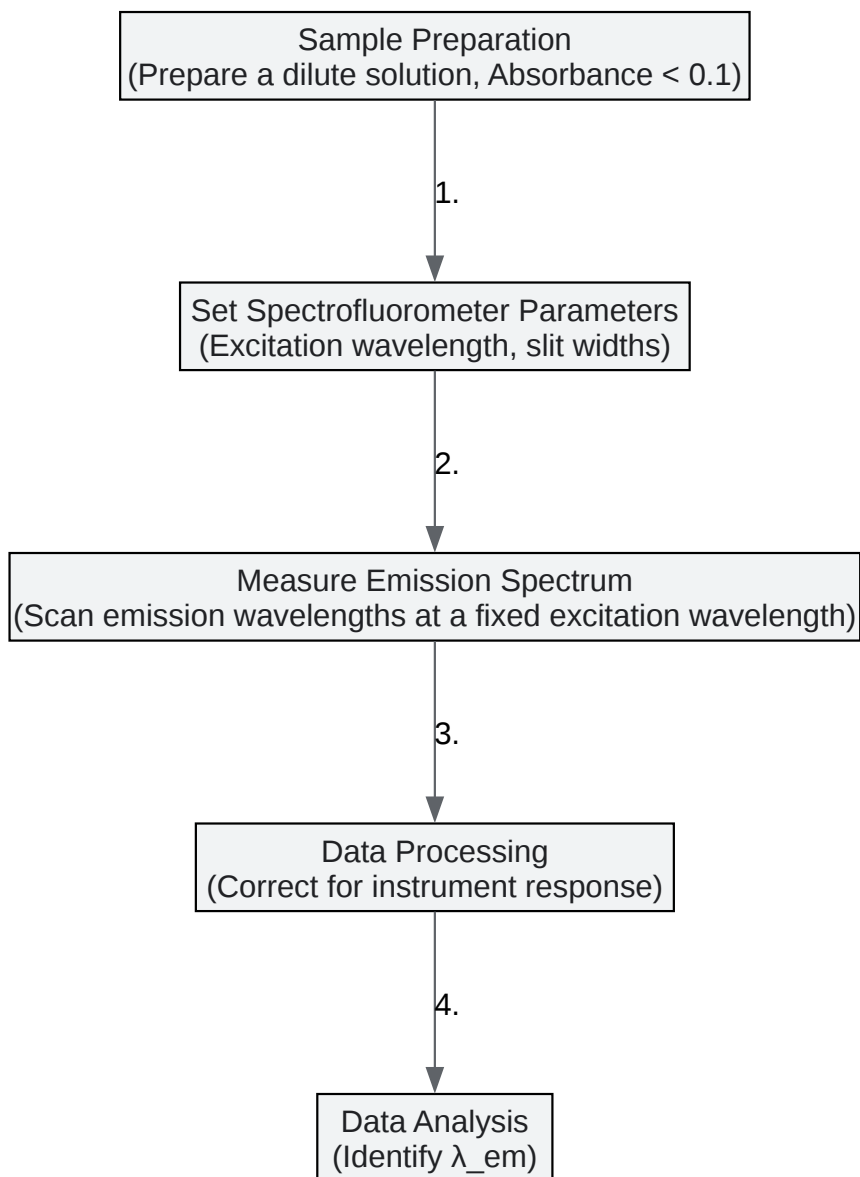 Sample Preparation
(Prepare a dilute solution, Absorbance < 0.1)
1.
Set Spectrofluorometer Parameters
(Excitation wavelength, slit widths)
2.
Measure Emission Spectrum
(Scan emission wavelengths at a fixed excitation wavelength)
3.
Data Processing
(Correct for instrument response)
4.
Data Analysis
(Identify λ_em)